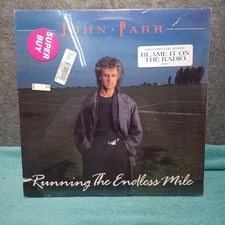 SUPER
BUY
JOHN PARR
INCLUDES THE SINGLE
BLAME IT ON
THE RADIO
Running The Endless Mile